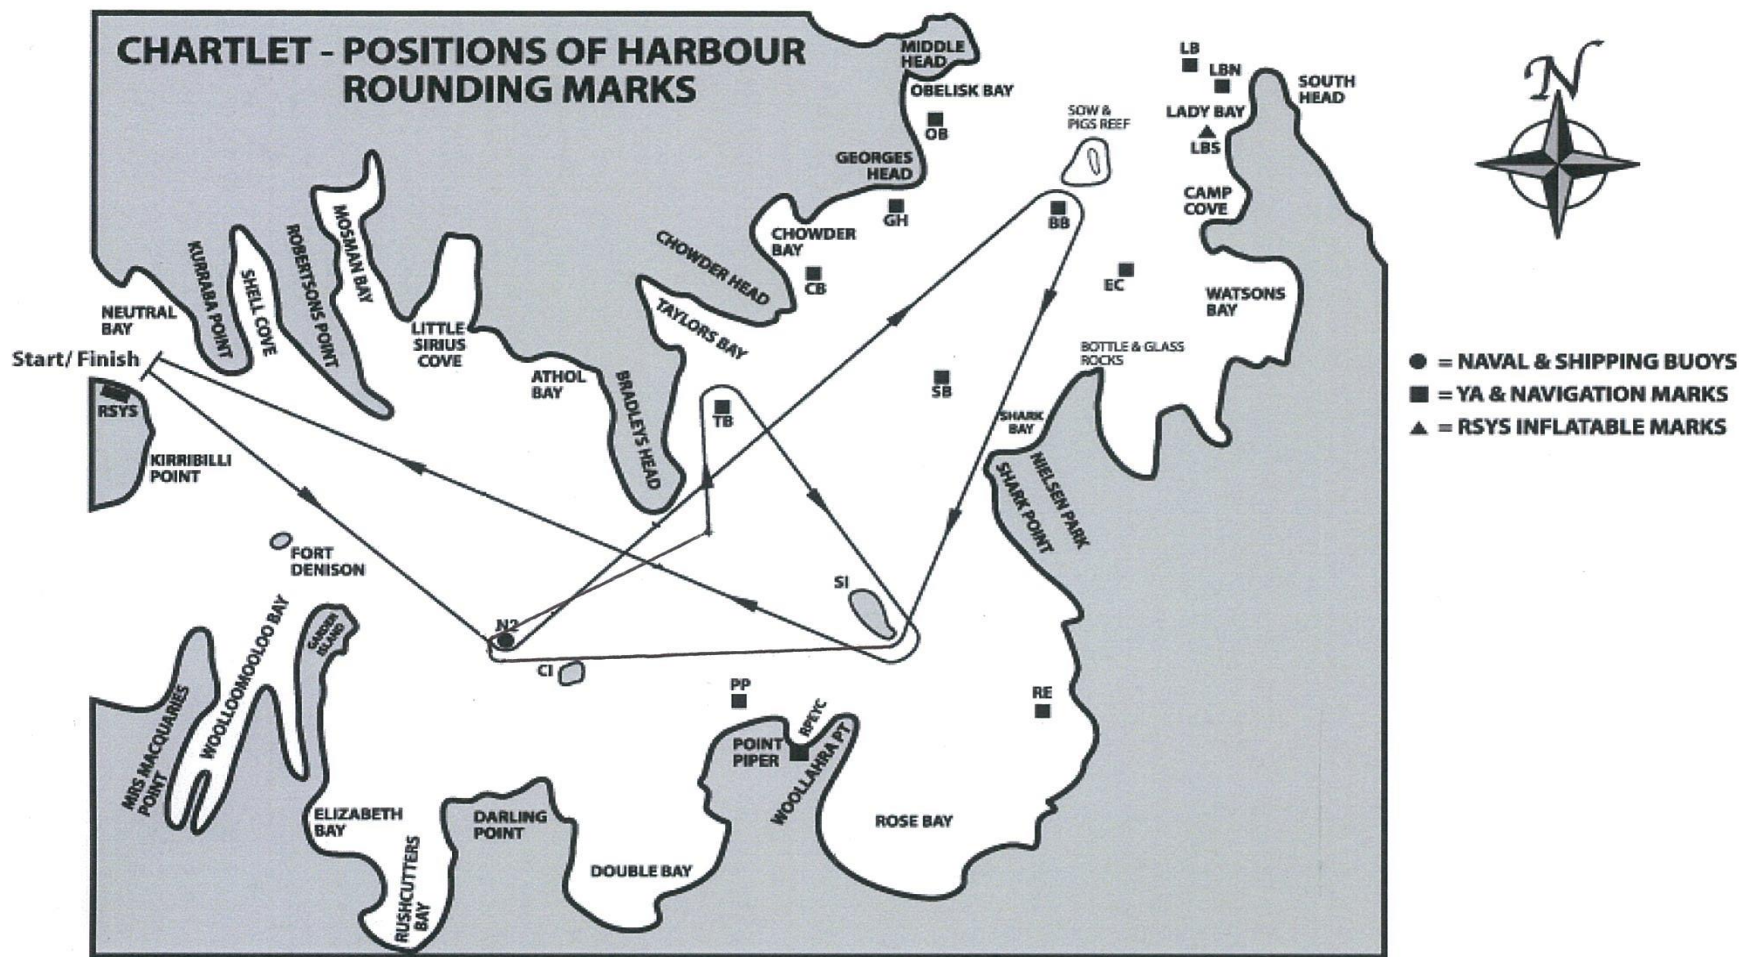 CHARTLET - POSITIONS OF HARBOUR
ROUNDING MARKS
MIDDLE
HEAD
OBELISK BAY
OB
GEORGES
HEAD
GH
CHOWDER
BAY
CB
CHOWDER HEAD
TAYLORS BAY
TB
SOW &
PIGS REEF
BB
LB
LBN
LADY BAY
LBS
SOUTH
HEAD
N
CAMP
COVE
EC
WATSONS
BAY
BOTTLE & GLASS
ROCKS
SB
SHARK
BAY
NIELSEN PARK
SHARK POINT
NEUTRAL
BAY
KURRABA POINT
SHELL COVE
ROBERTSONS POINT
MOSMAN BAY
LITTLE
SIRIUS
COVE
ATHOL
BAY
BRADLEYS HEAD
Start/ Finish
RSYS
KIRRIBILLI
POINT
FORT
DENISON
N2
CI
SI
PP
RE
POINT
PIPER
RPEYC
WOOLLAHRA PT
ROSE BAY
MRS MACQUARIES
POINT
WOOLLOOMOOLOO BAY
GARDEN
ISLAND
ELIZABETH
BAY
RUSHCUTTERS
BAY
DARLING
POINT
DOUBLE BAY
= NAVAL & SHIPPING BUOYS
= YA & NAVIGATION MARKS
= RSYS INFLATABLE MARKS